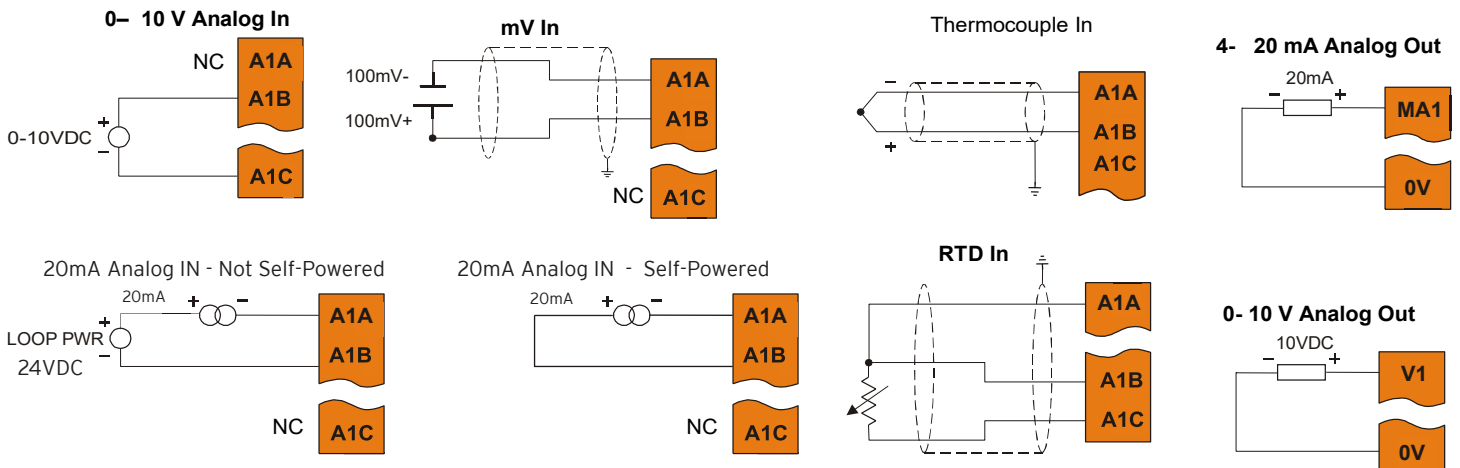 0– 10 V Analog In
NC A1A
A1B
+
0-10VDC
–
A1C
mV In
100mV-
A1A
100mV+
A1B
NC A1C
Thermocouple In
–
A1A
A1B
+
A1C
4- 20 mA Analog Out
20mA
– +
MA1
0V
20mA Analog IN - Not Self-Powered
20mA + –
A1A
+
LOOP PWR
–
A1B
24VDC
NC A1C
20mA Analog IN - Self-Powered
20mA + –
A1A
A1B
NC A1C
RTD In
A1A
A1B
A1C
0- 10 V Analog Out
10VDC
– +
V1
0V